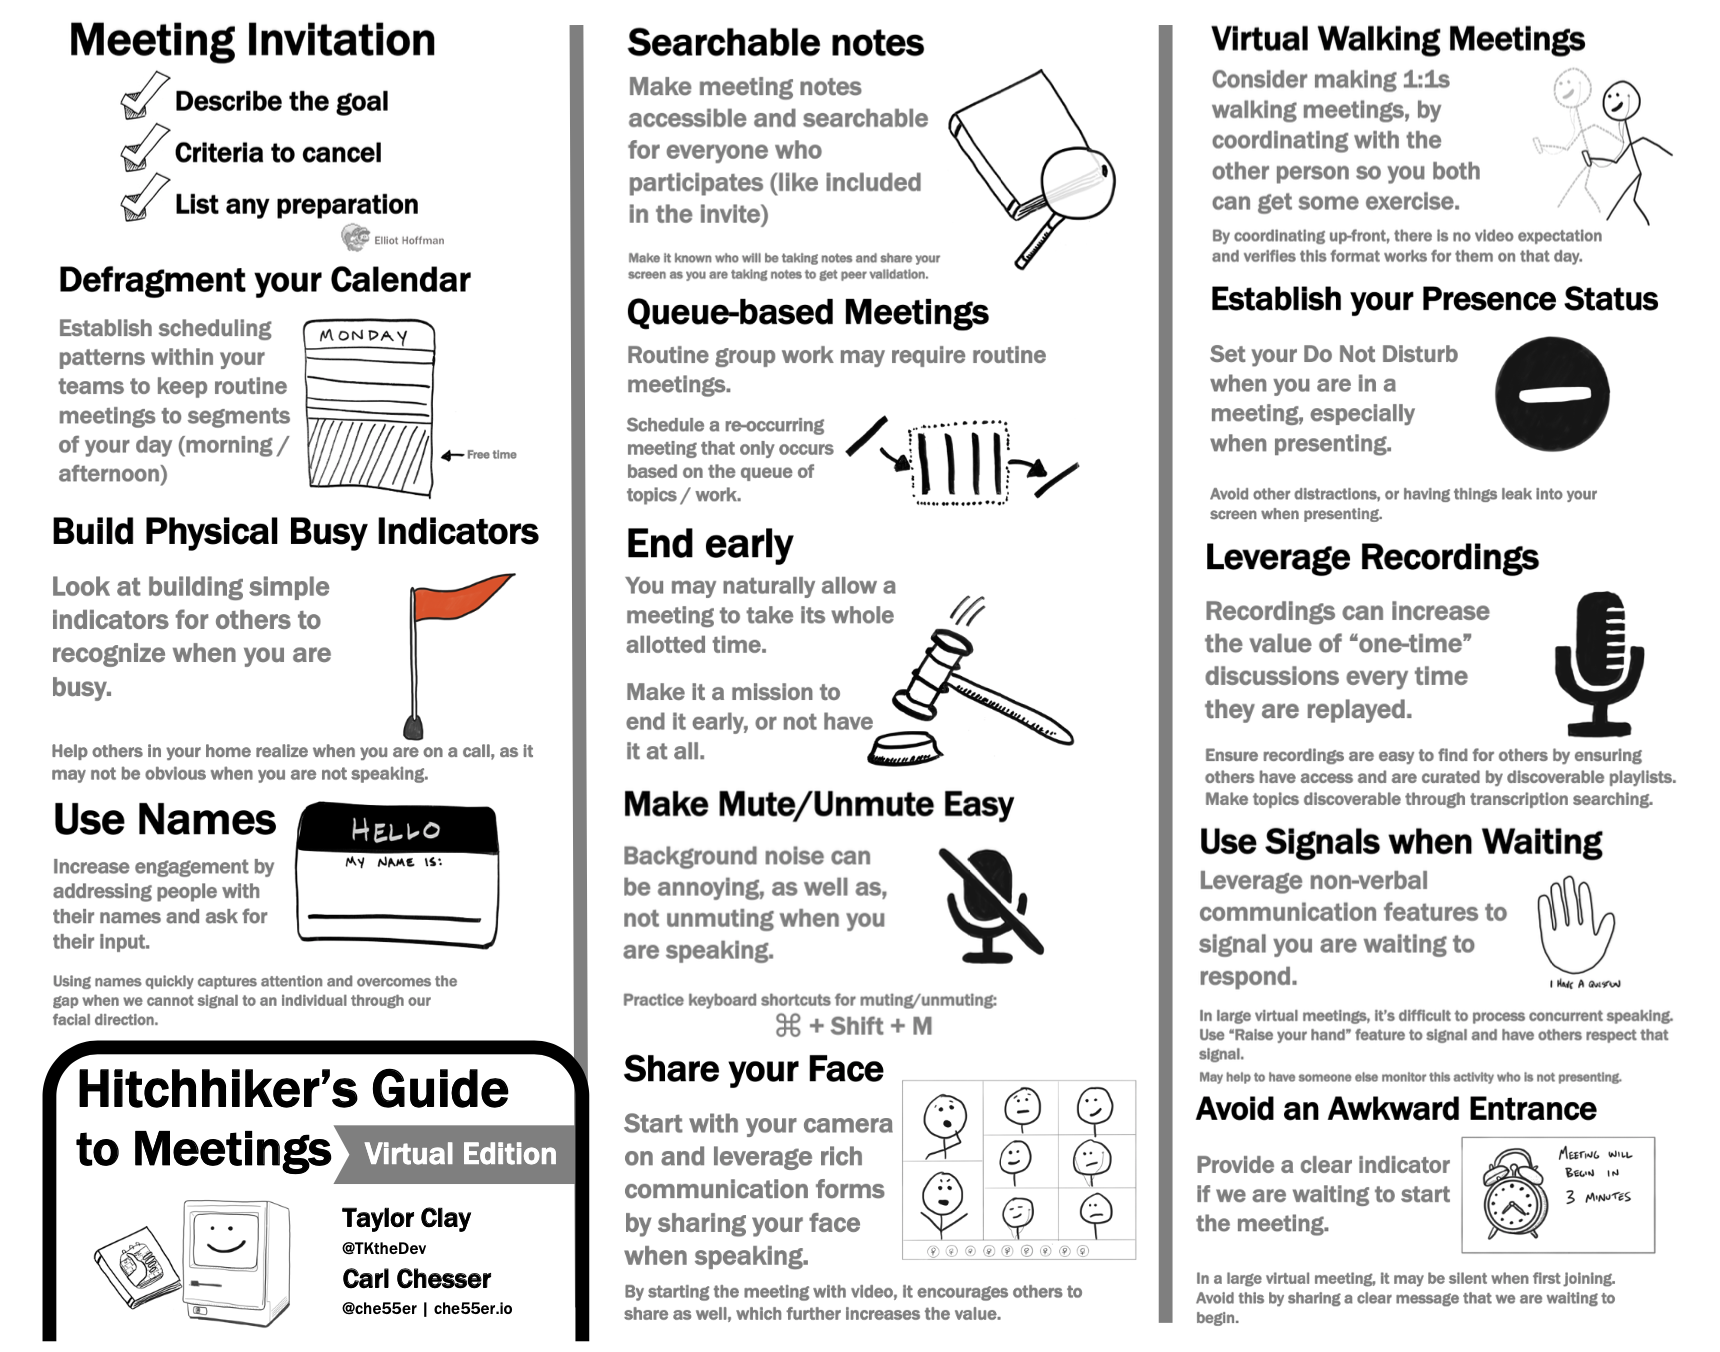 Meeting Invitation
Describe the goal
Criteria to cancel
List any preparation
Elliot Hoffman
Defragment your Calendar
Establish scheduling
patterns within your
teams to keep routine
meetings to segments
of your day (morning /
afternoon)
MONDAY
Free time
Build Physical Busy Indicators
Look at building simple
indicators for others to
recognize when you are
busy.
Help others in your home realize when you are on a call, as it
may not be obvious when you are not speaking.
Use Names
Increase engagement by
addressing people with
their names and ask for
their input.
HELLO
MY NAME IS:
Using names quickly captures attention and overcomes the
gap when we cannot signal to an individual through our
facial direction.
Hitchhiker's Guide
to Meetings
Virtual Edition
Taylor Clay
@TKtheDev
Carl Chesser
@che55er | che55er.io
Searchable notes
Make meeting notes
accessible and searchable
for everyone who
participates (like included
in the invite)
Make it known who will be taking notes and share your
screen as you are taking notes to get peer validation.
Queue-based Meetings
Routine group work may require routine
meetings.
Schedule a re-occurring
meeting that only occurs
based on the queue of
topics / work.
End early
You may naturally allow a
meeting to take its whole
allotted time.
Make it a mission to
end it early, or not have
it at all.
Make Mute/Unmute Easy
Background noise can
be annoying, as well as,
not unmuting when you
are speaking.
Practice keyboard shortcuts for muting/unmuting:
⌘ + Shift + M
Share your Face
Start with your camera
on and leverage rich
communication forms
by sharing your face
when speaking.
By starting the meeting with video, it encourages others to
share as well, which further increases the value.
Virtual Walking Meetings
Consider making 1:1s
walking meetings, by
coordinating with the
other person so you both
can get some exercise.
By coordinating up-front, there is no video expectation
and verifies this format works for them on that day.
Establish your Presence Status
Set your Do Not Disturb
when you are in a
meeting, especially
when presenting.
Avoid other distractions, or having things leak into your
screen when presenting.
Leverage Recordings
Recordings can increase
the value of “one-time”
discussions every time
they are replayed.
Ensure recordings are easy to find for others by ensuring
others have access and are curated by discoverable playlists.
Make topics discoverable through transcription searching.
Use Signals when Waiting
Leverage non-verbal
communication features to
signal you are waiting to
respond.
I HAVE A QUESTION
In large virtual meetings, it's difficult to process concurrent speaking.
Use “Raise your hand” feature to signal and have others respect that
signal.
May help to have someone else monitor this activity who is not presenting.
Avoid an Awkward Entrance
Provide a clear indicator
if we are waiting to start
the meeting.
MEETING WILL
BEGIN IN
3 MINUTES
In a large virtual meeting, it may be silent when first joining.
Avoid this by sharing a clear message that we are waiting to
begin.